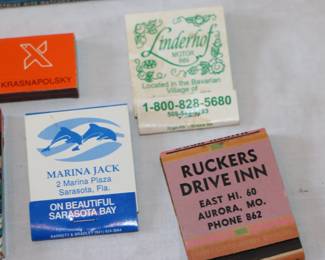 KRASNAPOLSKY
Linderhof
MOTOR
INN
Located in the Bavarian
Village of
1-800-828-5680
MARINA JACK
2 Marina Plaza
Sarasota, Fla.
ON BEAUTIFUL
SARASOTA BAY
RUCKERS
DRIVE INN
EAST HI. 60
AURORA, MO.
PHONE 862